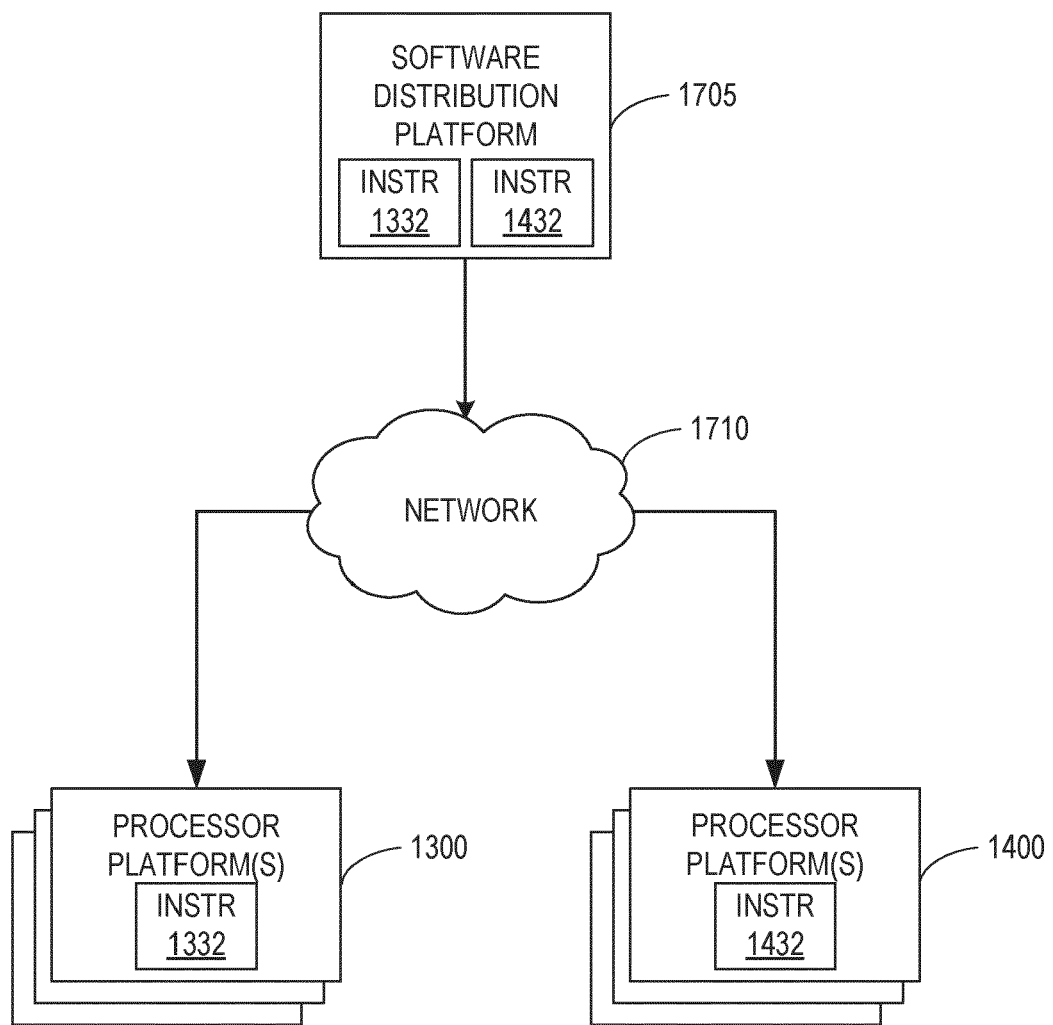 SOFTWARE
DISTRIBUTION
PLATFORM
INSTR
1332
INSTR
1432
1705
1710
NETWORK
PROCESSOR
PLATFORM(S)
INSTR
1332
1300
PROCESSOR
PLATFORM(S)
INSTR
1432
1400